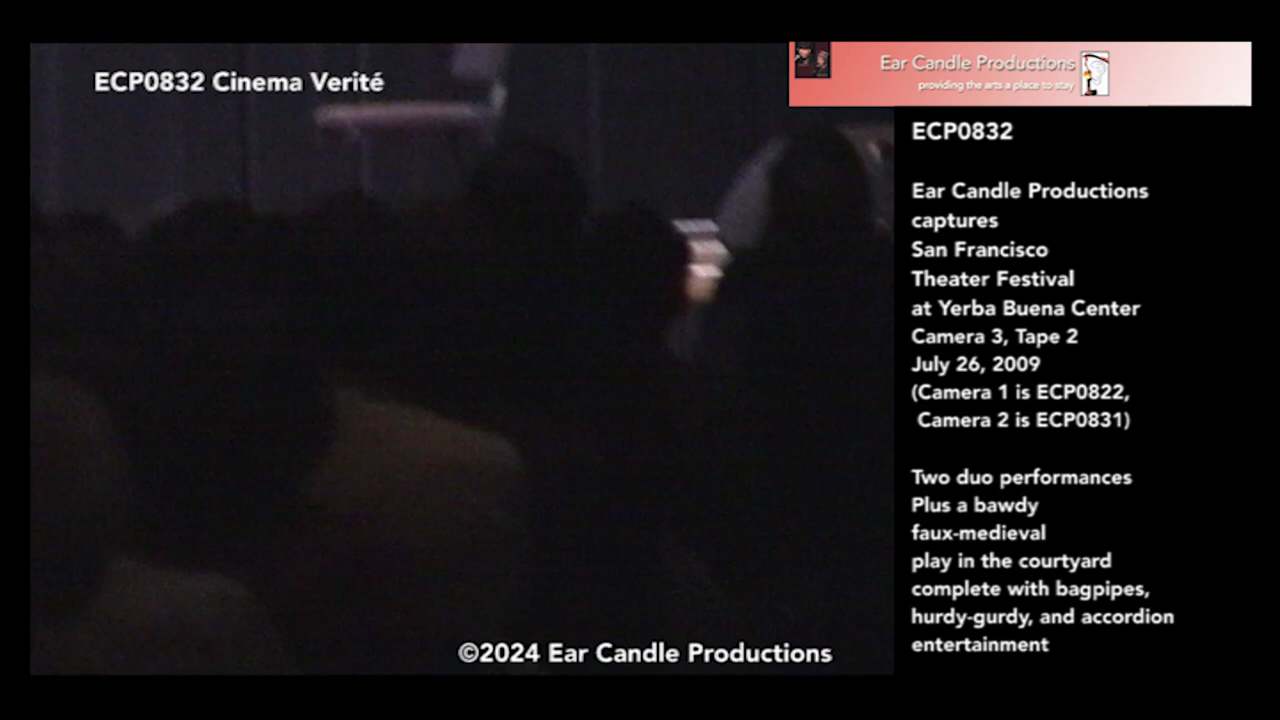 ECP0832 Cinema Verité
Ear Candle Productions
providing the arts a place to stay
ECP0832
Ear Candle Productions
captures
San Francisco
Theater Festival
at Yerba Buena Center
Camera 3, Tape 2
July 26, 2009
(Camera 1 is ECP0822,
Camera 2 is ECP0831)
Two duo performances
Plus a bawdy
faux-medieval
play in the courtyard
complete with bagpipes,
hurdy-gurdy, and accordion
entertainment
©2024 Ear Candle Productions